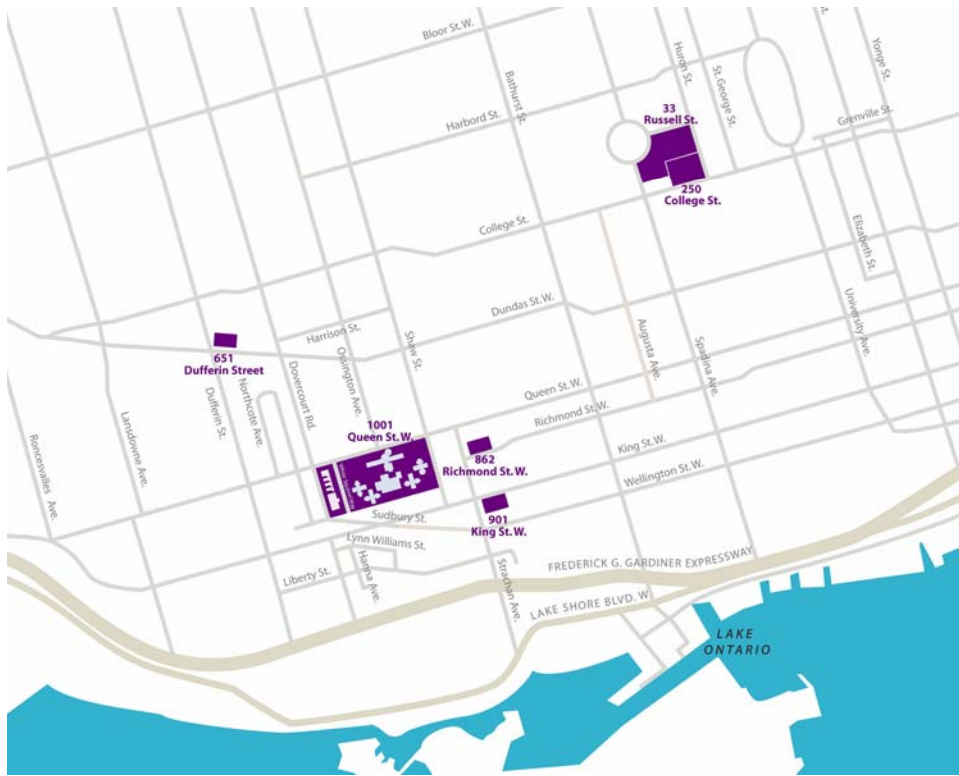 Bloor St. W.
Huron St.
St. George St.
Yonge St.
Bathurst St.
Harbord St.
33
Russell St.
Grenville St.
250
College St.
College St.
Elizabeth St.
Dundas St. W.
University Ave.
Augusta Ave.
Spadina Ave.
Harrison St.
Shaw St.
651
Dufferin Street
Ossington Ave.
Dovercourt Rd.
Northcote Ave.
Dufferin St.
Lansdowne Ave.
Roncesvalles Ave.
Queen St. W.
Richmond St. W.
1001
Queen St. W.
King St. W.
862
Richmond St. W.
Wellington St. W.
901
King St. W.
Sudbury St.
Lynn Williams St.
Liberty St.
Hanna Ave.
Strachan Ave.
FREDERICK G. GARDINER EXPRESSWAY
LAKE SHORE BLVD. W
LAKE
ONTARIO